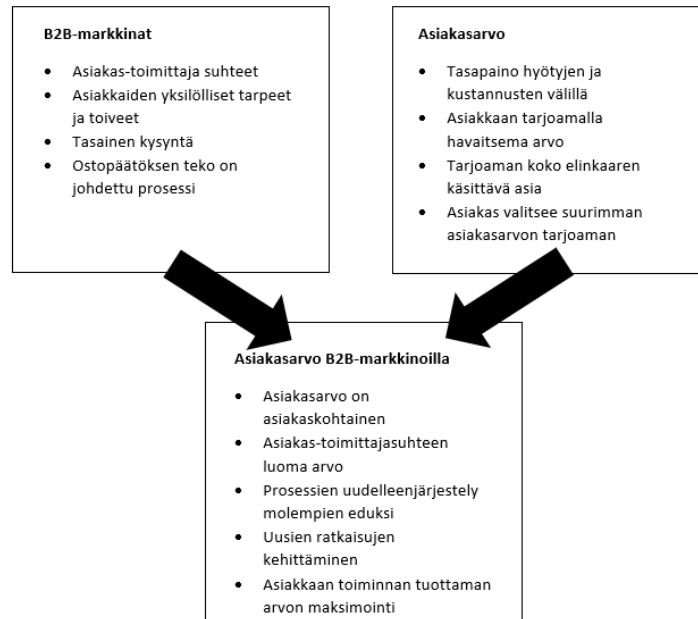 B2B-markkinat
• Asiakas-toimittaja suhteet
• Asiakkaiden yksilölliset tarpeet
ja toiveet
• Tasainen kysyntä
• Ostopäätöksen teko on
johdettu prosessi
Asiakasarvo
• Tasapaino hyötyjen ja
kustannusten välillä
• Asiakkaan tarjoamalla
havaitsema arvo
• Tarjoaman koko elinkaaren
käsittävä asia
• Asiakas valitsee suurimman
asiakasarvon tarjoaman
Asiakasarvo B2B-markkinoilla
• Asiakasarvo on
asiakaskohtainen
• Asiakas-toimittajasuhteen
luoma arvo
• Prosessien uudelleenjärjestely
molempien eduksi
• Uusien ratkaisujen
kehittäminen
• Asiakkaan toiminnan tuottaman
arvon maksimointi